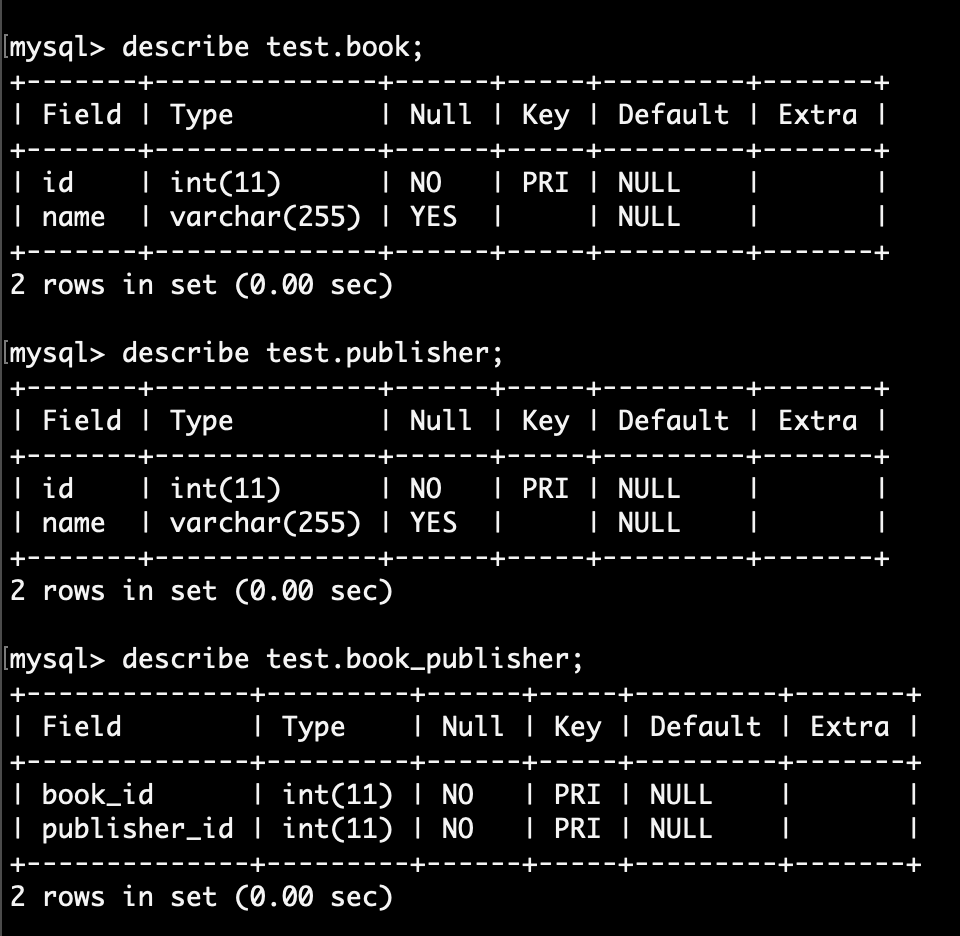 mysql> describe test.book;
+-------+--------------+------+-----+---------+-------+
| Field | Type         | Null | Key | Default | Extra |
+-------+--------------+------+-----+---------+-------+
| id    | int(11)      | NO   | PRI | NULL    |       |
| name  | varchar(255) | YES  |     | NULL    |       |
+-------+--------------+------+-----+---------+-------+
2 rows in set (0.00 sec)
mysql> describe test.publisher;
+-------+--------------+------+-----+---------+-------+
| Field | Type         | Null | Key | Default | Extra |
+-------+--------------+------+-----+---------+-------+
| id    | int(11)      | NO   | PRI | NULL    |       |
| name  | varchar(255) | YES  |     | NULL    |       |
+-------+--------------+------+-----+---------+-------+
2 rows in set (0.00 sec)
mysql> describe test.book_publisher;
+--------------+---------+------+-----+---------+-------+
| Field        | Type    | Null | Key | Default | Extra |
+--------------+---------+------+-----+---------+-------+
| book_id      | int(11) | NO   | PRI | NULL    |       |
| publisher_id | int(11) | NO   | PRI | NULL    |       |
+--------------+---------+------+-----+---------+-------+
2 rows in set (0.00 sec)